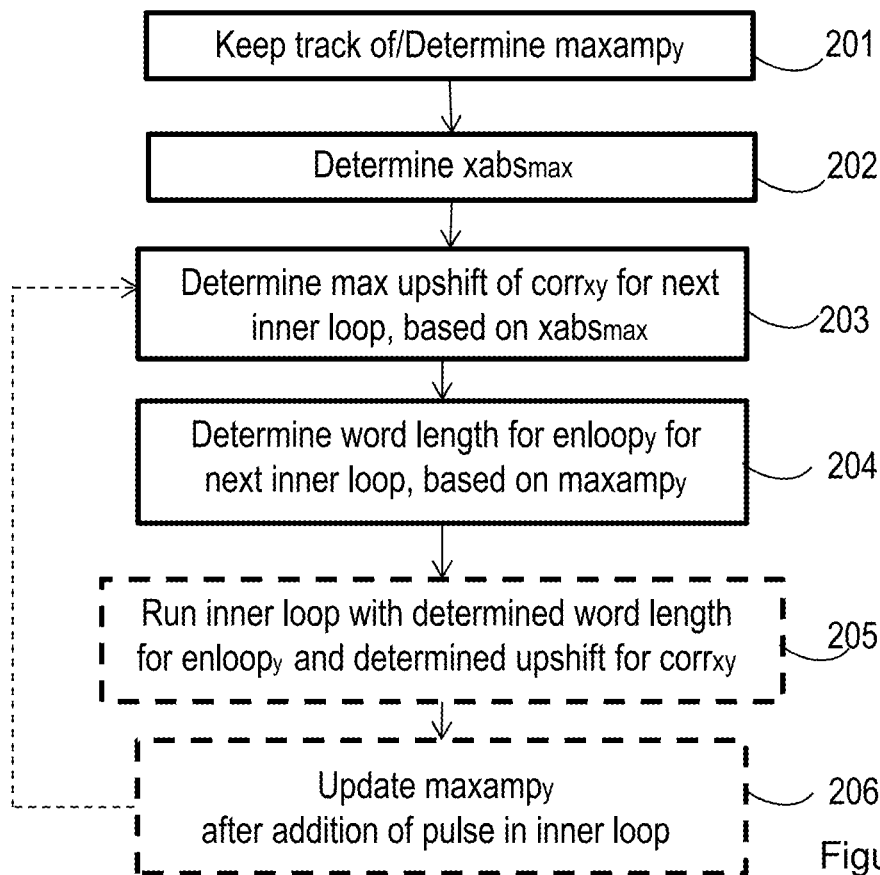 Keep track of/Determine maxampy
201
Determine xabsmax
202
Determine max upshift of corrxy for next
inner loop, based on xabsmax
203
Determine word length for enloopy for
next inner loop, based on maxampy
204
Run inner loop with determined word length
for enloopy and determined upshift for corrxy
205
Update maxampy
after addition of pulse in inner loop
206